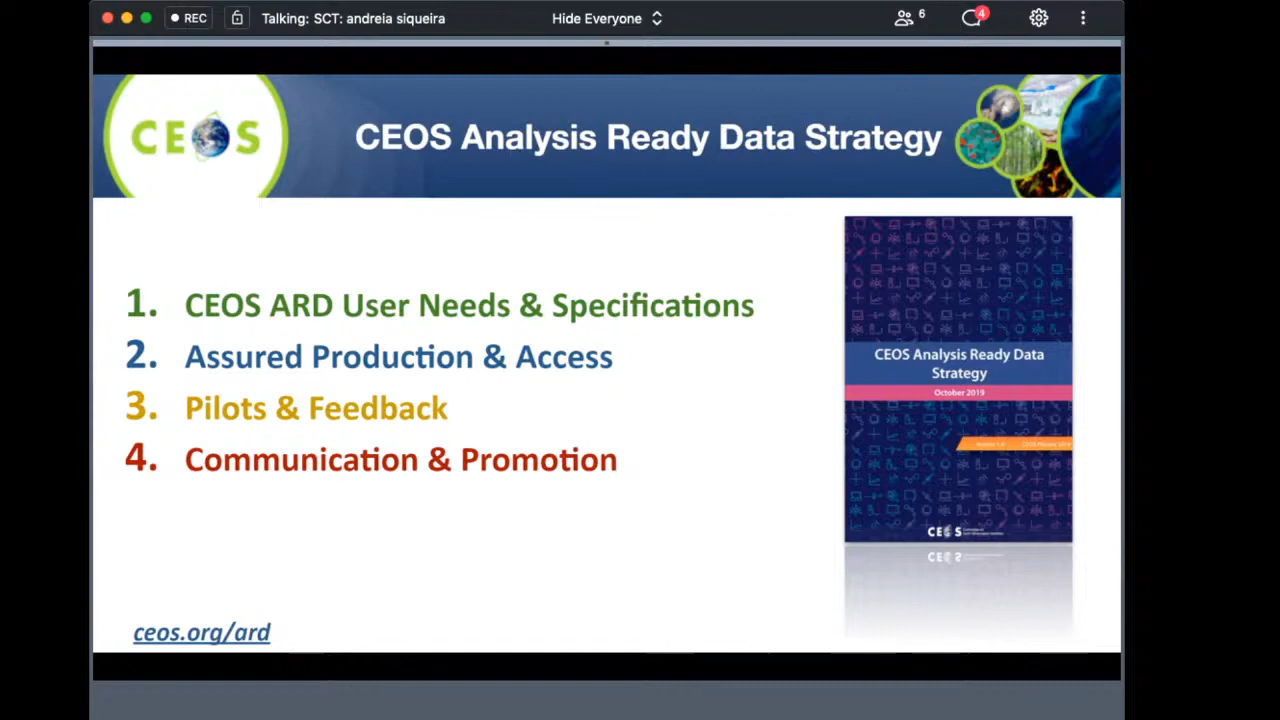 REC
Talking: SCT: andreia siqueira
Hide Everyone
6
4
CEOS
CEOS Analysis Ready Data Strategy
1. CEOS ARD User Needs & Specifications
2. Assured Production & Access
3. Pilots & Feedback
4. Communication & Promotion
CEOS Analysis Ready Data
Strategy
October 2019
CEOS
ceos.org/ard